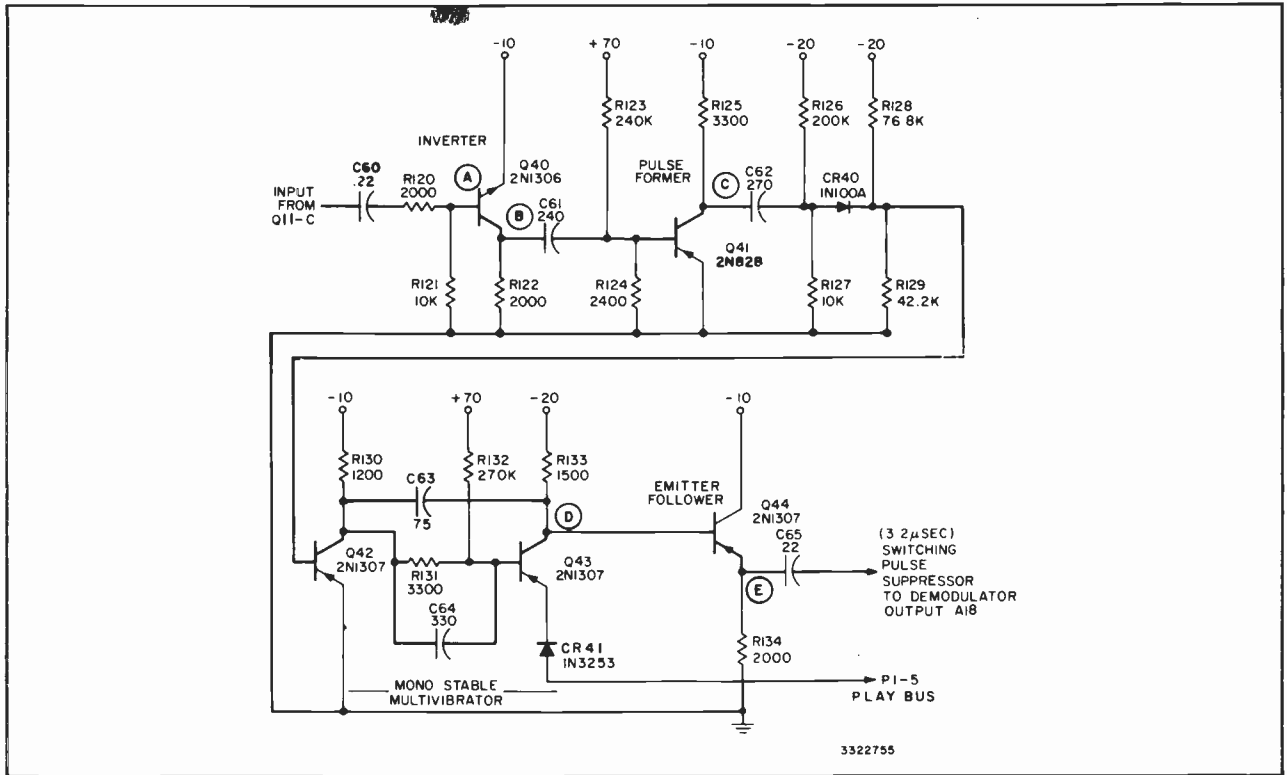 -10
+70
-10
-20
-20
R123
240K
R125
3300
R126
200K
R128
76 8K
INVERTER
Q40
2N1306
PULSE
FORMER
C60
.22
R120
2000
A
INPUT
FROM
Q11-C
B
C61
240
C
C62
270
CR40
IN100A
Q41
2N828
R121
10K
R122
2000
R124
2400
R127
10K
R129
42.2K
-10
+70
-20
-10
R130
1200
C63
75
R132
270K
R133
1500
EMITTER
FOLLOWER
Q44
2N1307
D
C65
22
(3 2µSEC)
SWITCHING
PULSE
SUPPRESSOR
TO DEMODULATOR
OUTPUT A18
Q42
2N1307
R131
3300
Q43
2N1307
E
C64
330
CR41
IN3253
R134
2000
MONO STABLE
MULTIVIBRATOR
P1-5
PLAY BUS
3322755